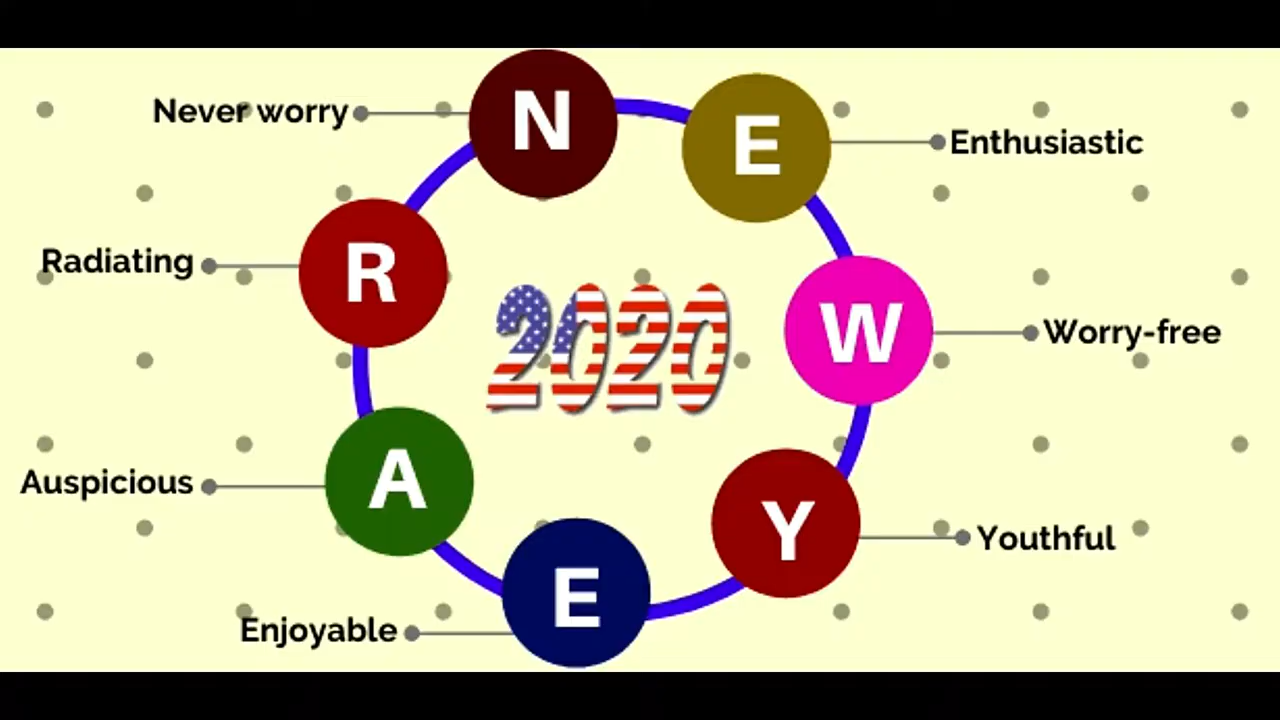 Never worry
N
E
Enthusiastic
Radiating
R
2020
W
Worry-free
Auspicious
A
Y
Youthful
Enjoyable
E